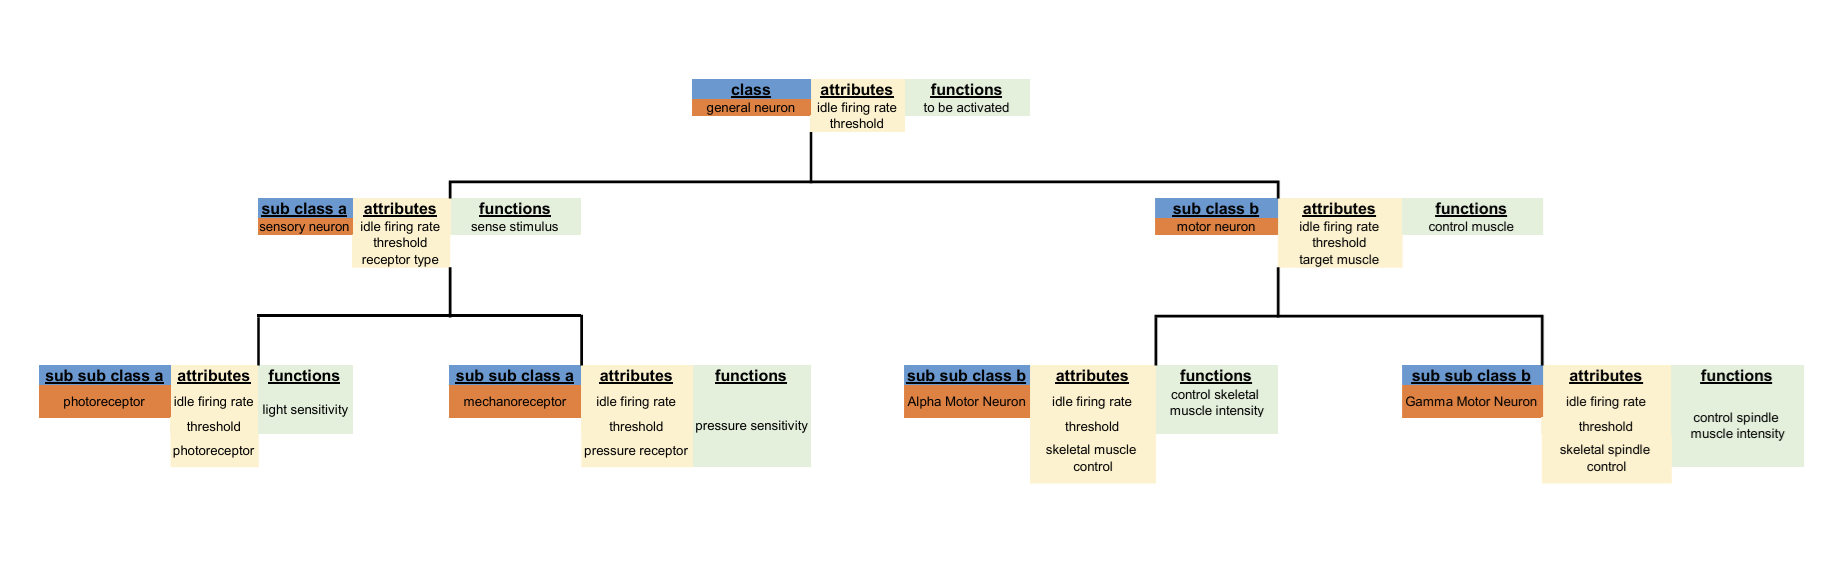 class attributes functions
general neuron idle firing rate to be activated
threshold
sub class a attributes functions
sensory neuron idle firing rate sense stimulus
threshold
receptor type
sub class b attributes functions
motor neuron idle firing rate control muscle
threshold
target muscle
sub sub class a attributes functions
photoreceptor idle firing rate
light sensitivity
threshold
photoreceptor
sub sub class a attributes functions
mechanoreceptor idle firing rate
threshold pressure sensitivity
pressure receptor
sub sub class b attributes functions
control skeletal
Alpha Motor Neuron idle firing rate
muscle intensity
threshold
skeletal muscle
control
sub sub class b attributes functions
Gamma Motor Neuron idle firing rate
control spindle
threshold
muscle intensity
skeletal spindle
control